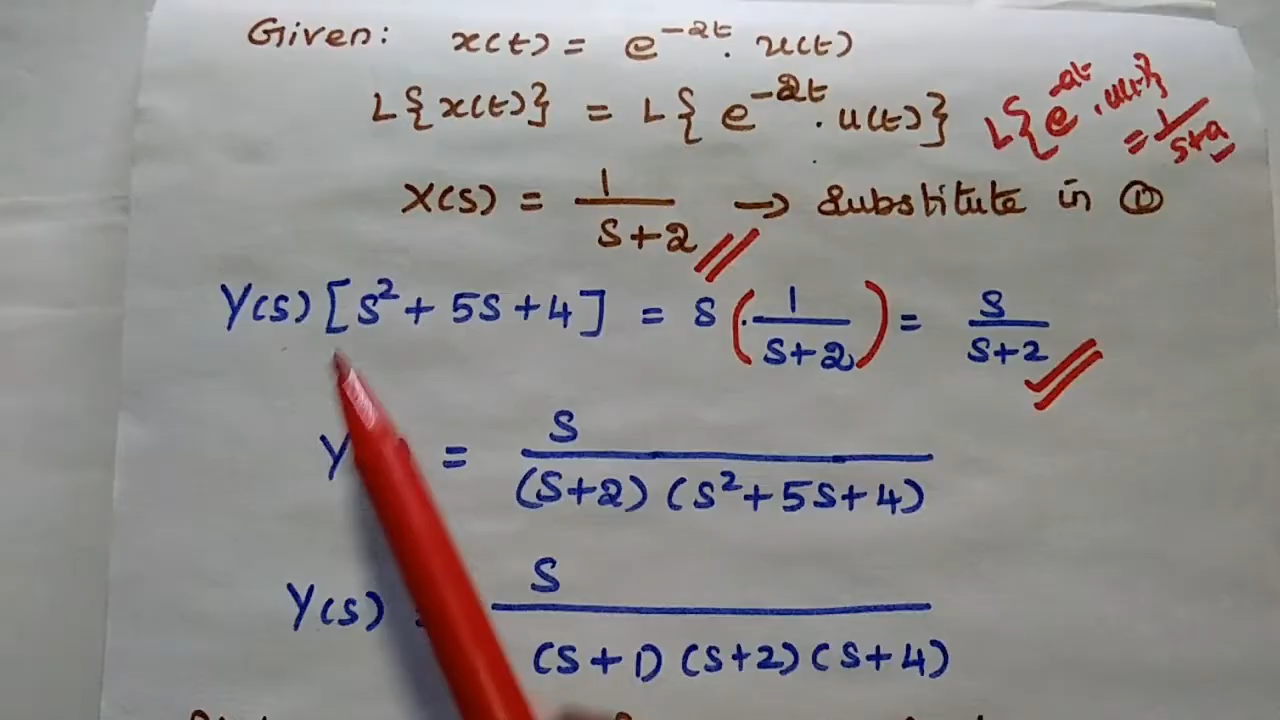 Given: x(t) = e^-2t . u(t)
L{x(t)} = L{e^-2t . u(t)}
L{e^-at . u(t)} = 1/s+a
X(S) = 1/S+2 → Substitute in ①
Y(S) [S² + 5S + 4] = S (. 1/S+2) = S/S+2
Y = S/(S+2) (S² + 5S + 4)
Y(S) = S/(S+1) (S+2) (S+4)